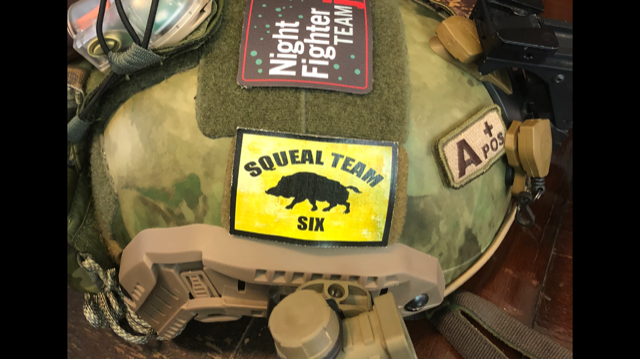 Night
Fighter
TEAM
SQUEAL TEAM
SIX
A+
POS